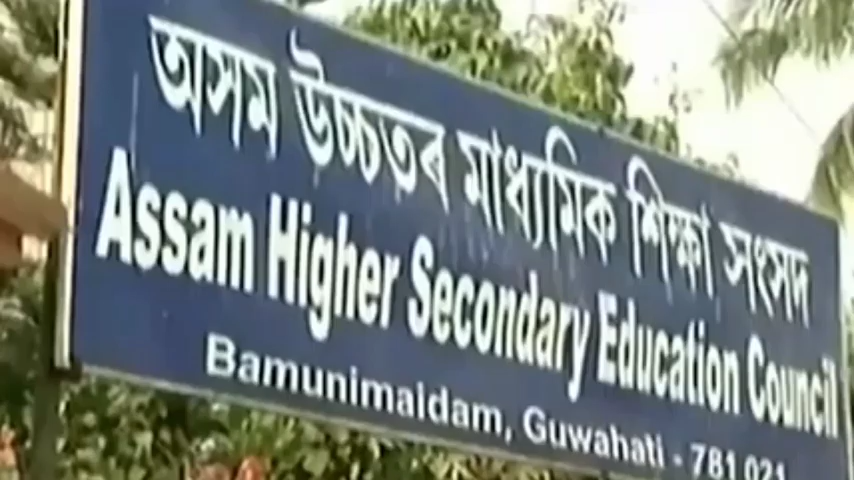 অসম উচ্চতৰ মাধ্যমিক শিক্ষা সংসদ
Assam Higher Secondary Education Council
Bamunimaidam, Guwahati - 781 021